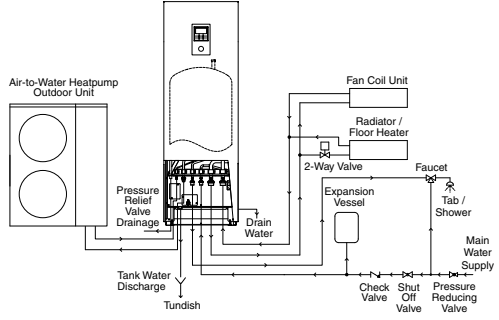 Air-to-Water Heatpump
Outdoor Unit
Fan Coil Unit
Radiator /
Floor Heater
2-Way Valve
Faucet
Pressure
Relief
Valve
Drainage
Drain
Water
Expansion
Vessel
Tab /
Shower
Main
Water
Supply
Tank Water
Discharge
Tundish
Check
Valve
Shut
Off
Valve
Pressure
Reducing
Valve